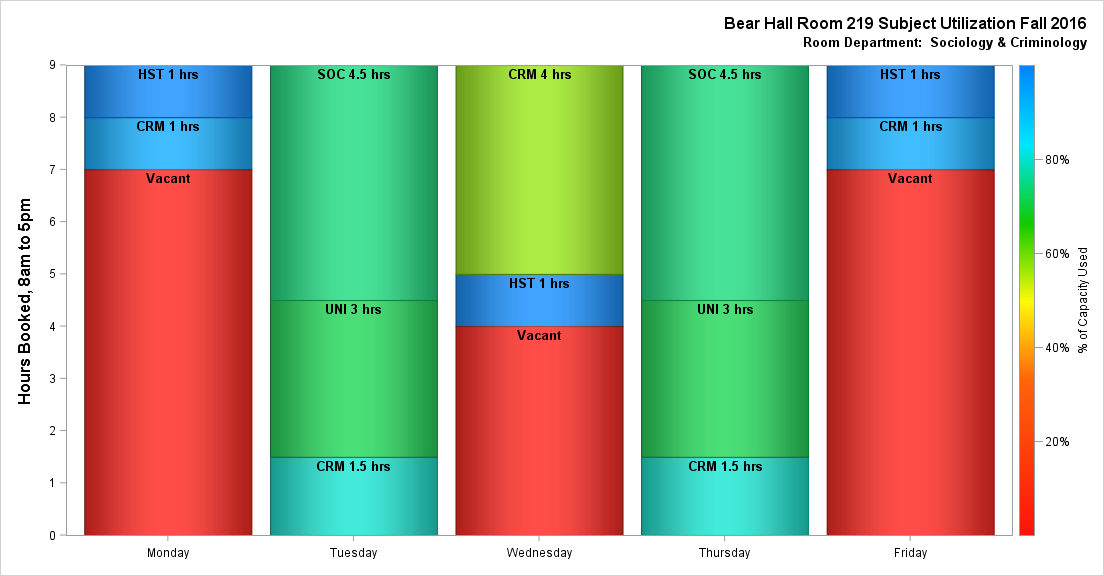 Bear Hall Room 219 Subject Utilization Fall 2016
Room Department:  Sociology & Criminology
Hours Booked, 8am to 5pm
9
8
7
6
5
4
3
2
1
0
HST 1 hrs
CRM 1 hrs
Vacant
SOC 4.5 hrs
UNI 3 hrs
CRM 1.5 hrs
CRM 4 hrs
HST 1 hrs
Vacant
SOC 4.5 hrs
UNI 3 hrs
CRM 1.5 hrs
HST 1 hrs
CRM 1 hrs
Vacant
Monday
Tuesday
Wednesday
Thursday
Friday
80%
60%
40%
20%
% of Capacity Used